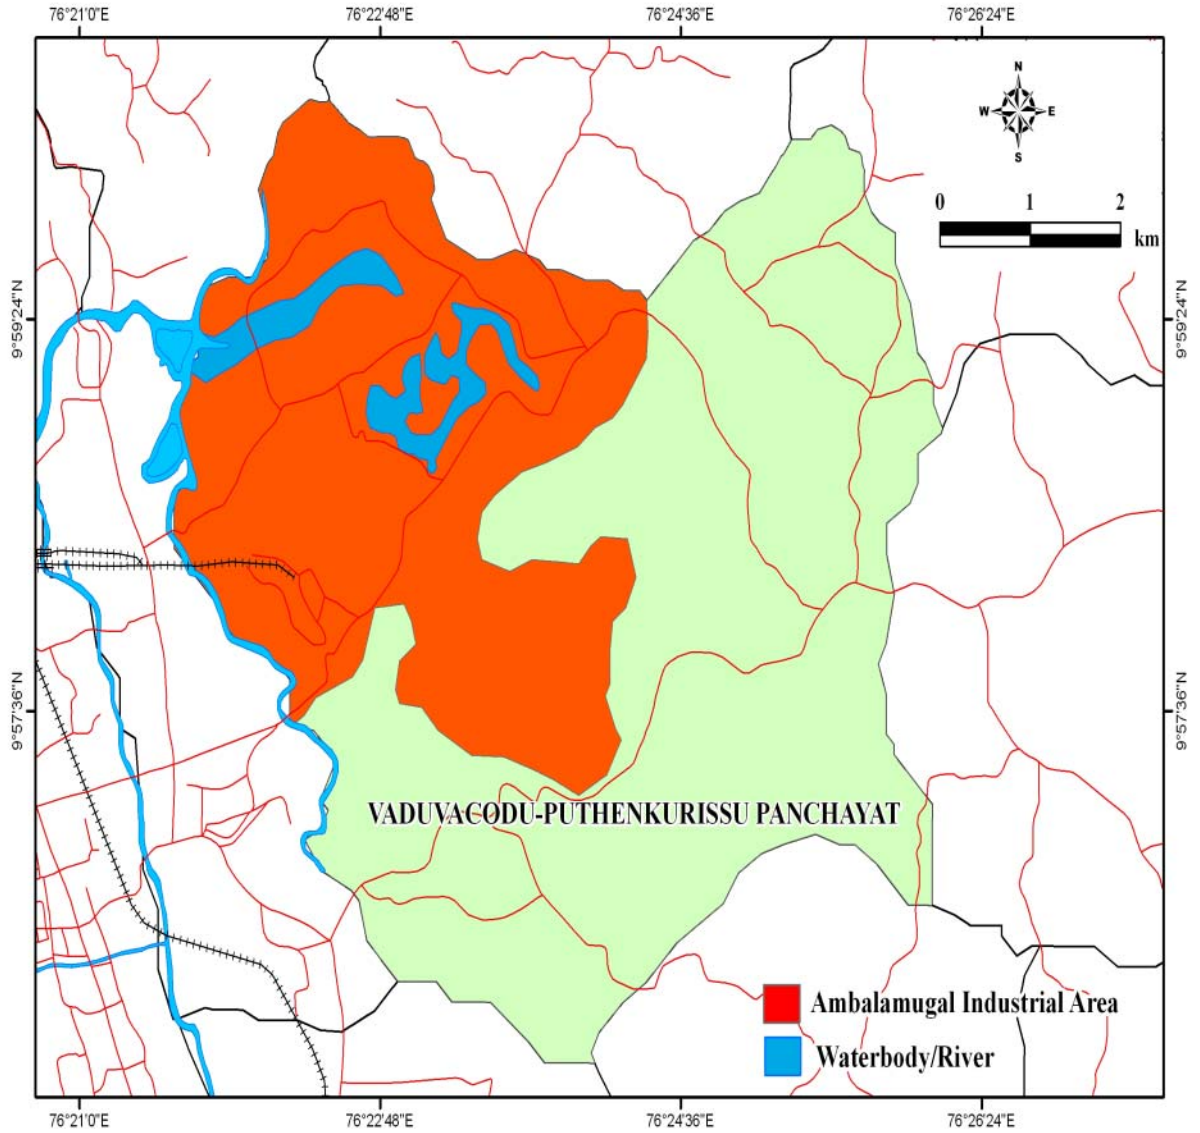 76°21'0"E 76°22'48"E 76°24'36"E 76°26'24"E
N
W E
S
0 1 2
km
9°59'24"N 9°59'24"N
9°57'36"N 9°57'36"N
VADUVACODU-PUTHENKURISSU PANCHAYAT
Ambalamugal Industrial Area
Waterbody/River
76°21'0"E 76°22'48"E 76°24'36"E 76°26'24"E